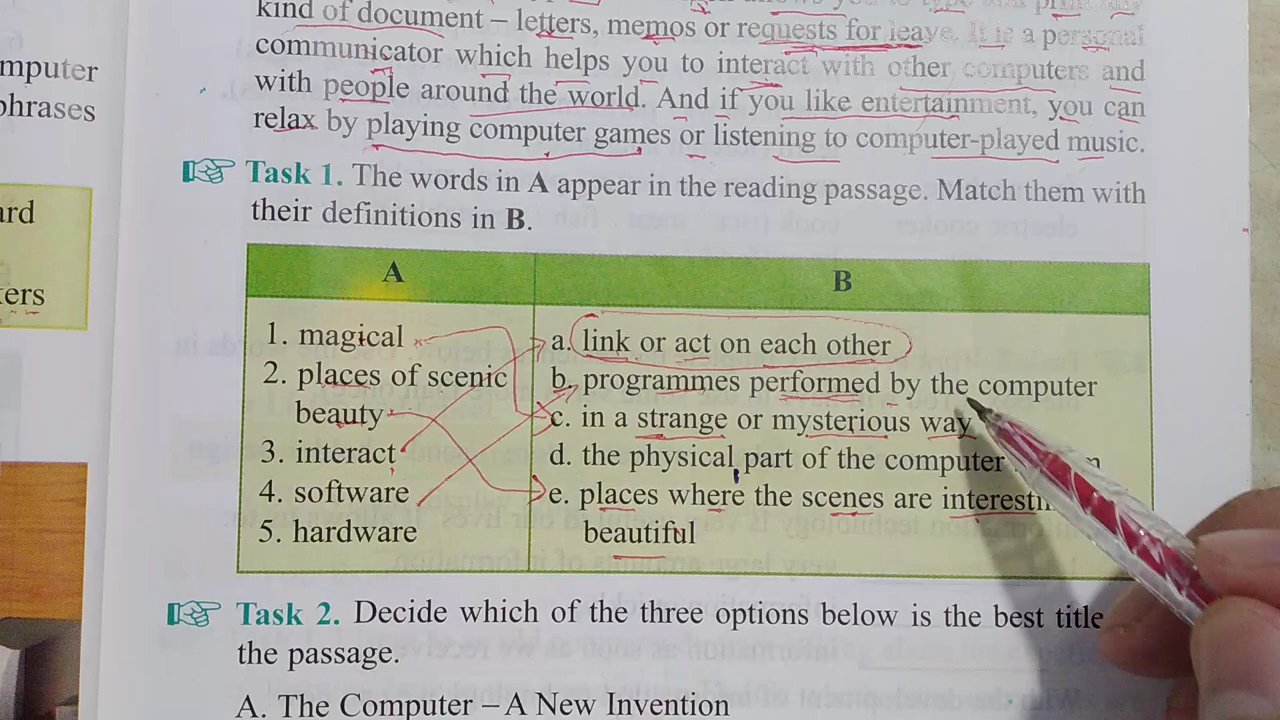 kind of document – letters, memos or requests for leave. It is a personal
communicator which helps you to interact with other computers and
with people around the world. And if you like entertainment, you can
relax by playing computer games or listening to computer-played music.
mputer
phrases
ard
ers
Task 1. The words in A appear in the reading passage. Match them with
their definitions in B.
A
B
1. magical
2. places of scenic
beauty
3. interact
4. software
5. hardware
a. link or act on each other
b. programmes performed by the computer
c. in a strange or mysterious way
d. the physical part of the computer
e. places where the scenes are
beautiful
Task 2. Decide which of the three options below is the best title
the passage.
A. The Computer – A New Invention